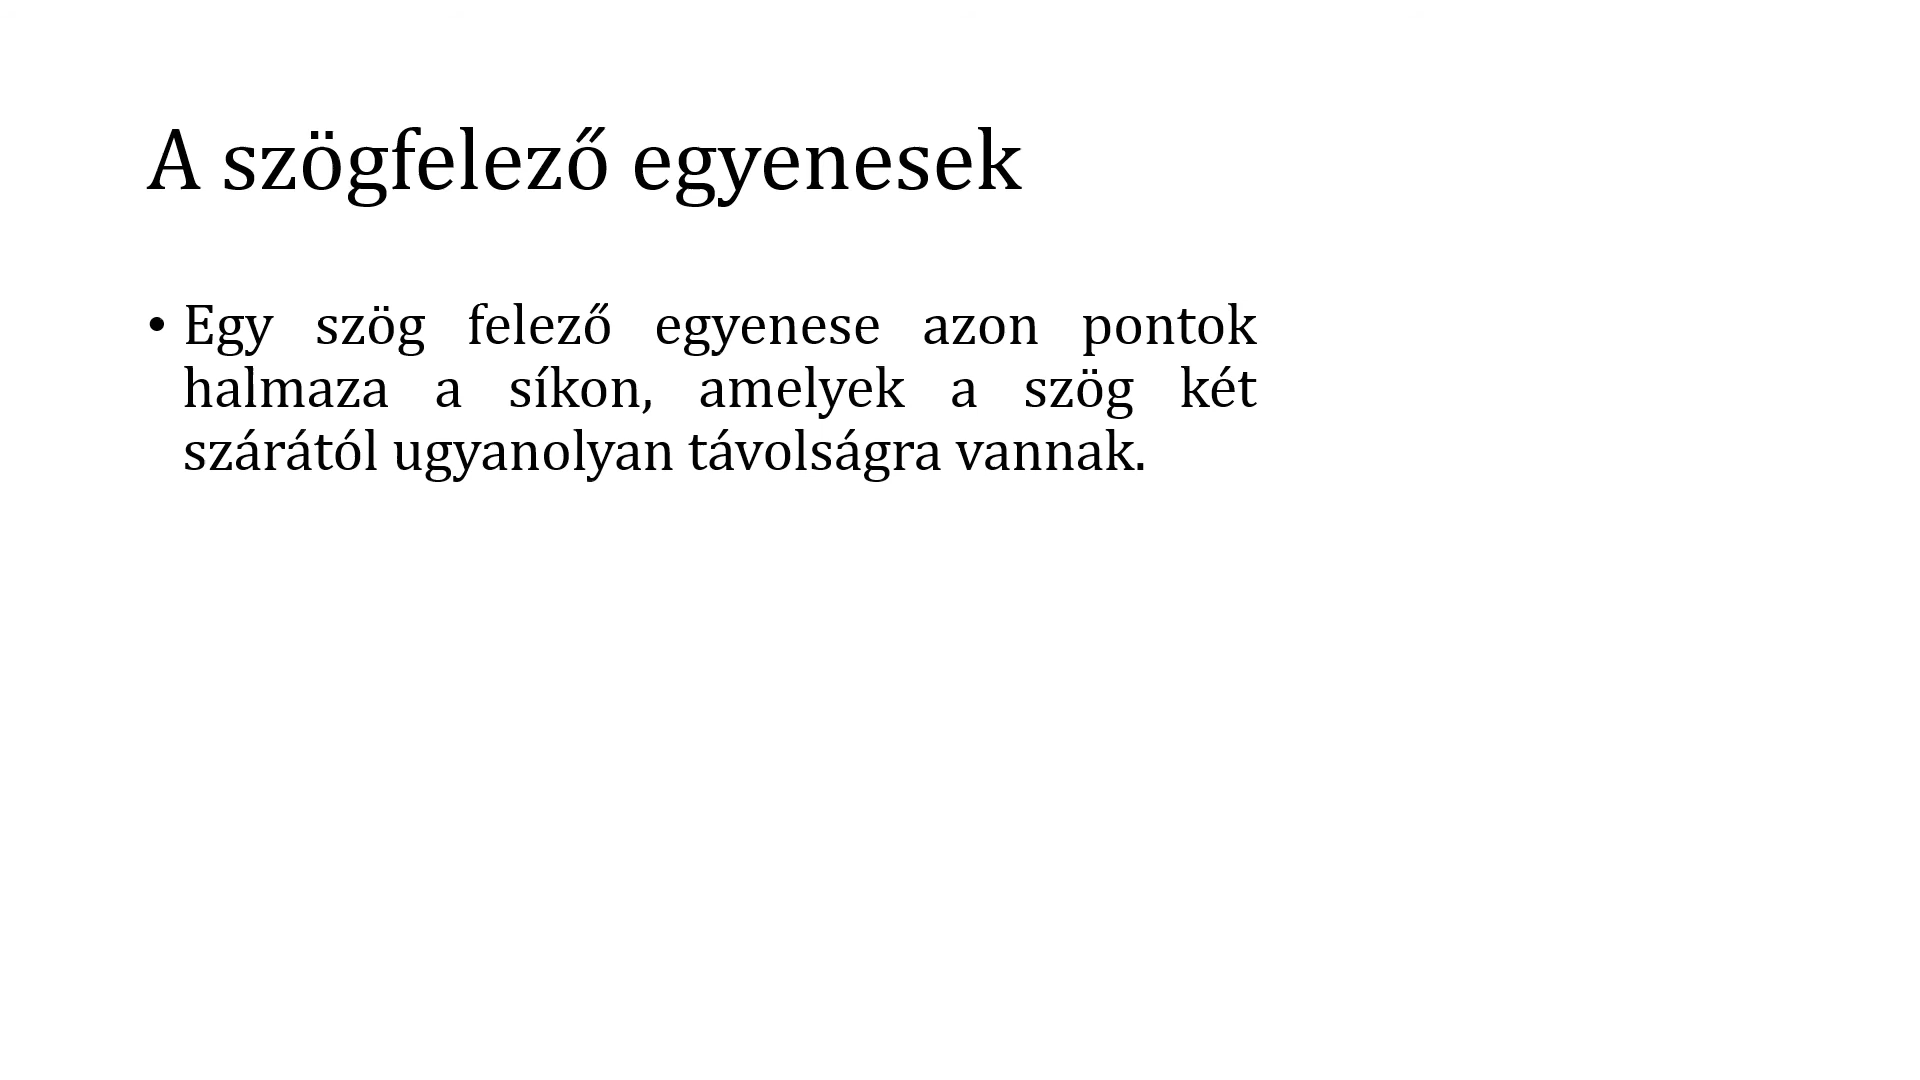 A szögfelező egyenesek
• Egy szög felező egyenese azon pontok
halmaza a síkon, amelyek a szög két
szárától ugyanolyan távolságra vannak.